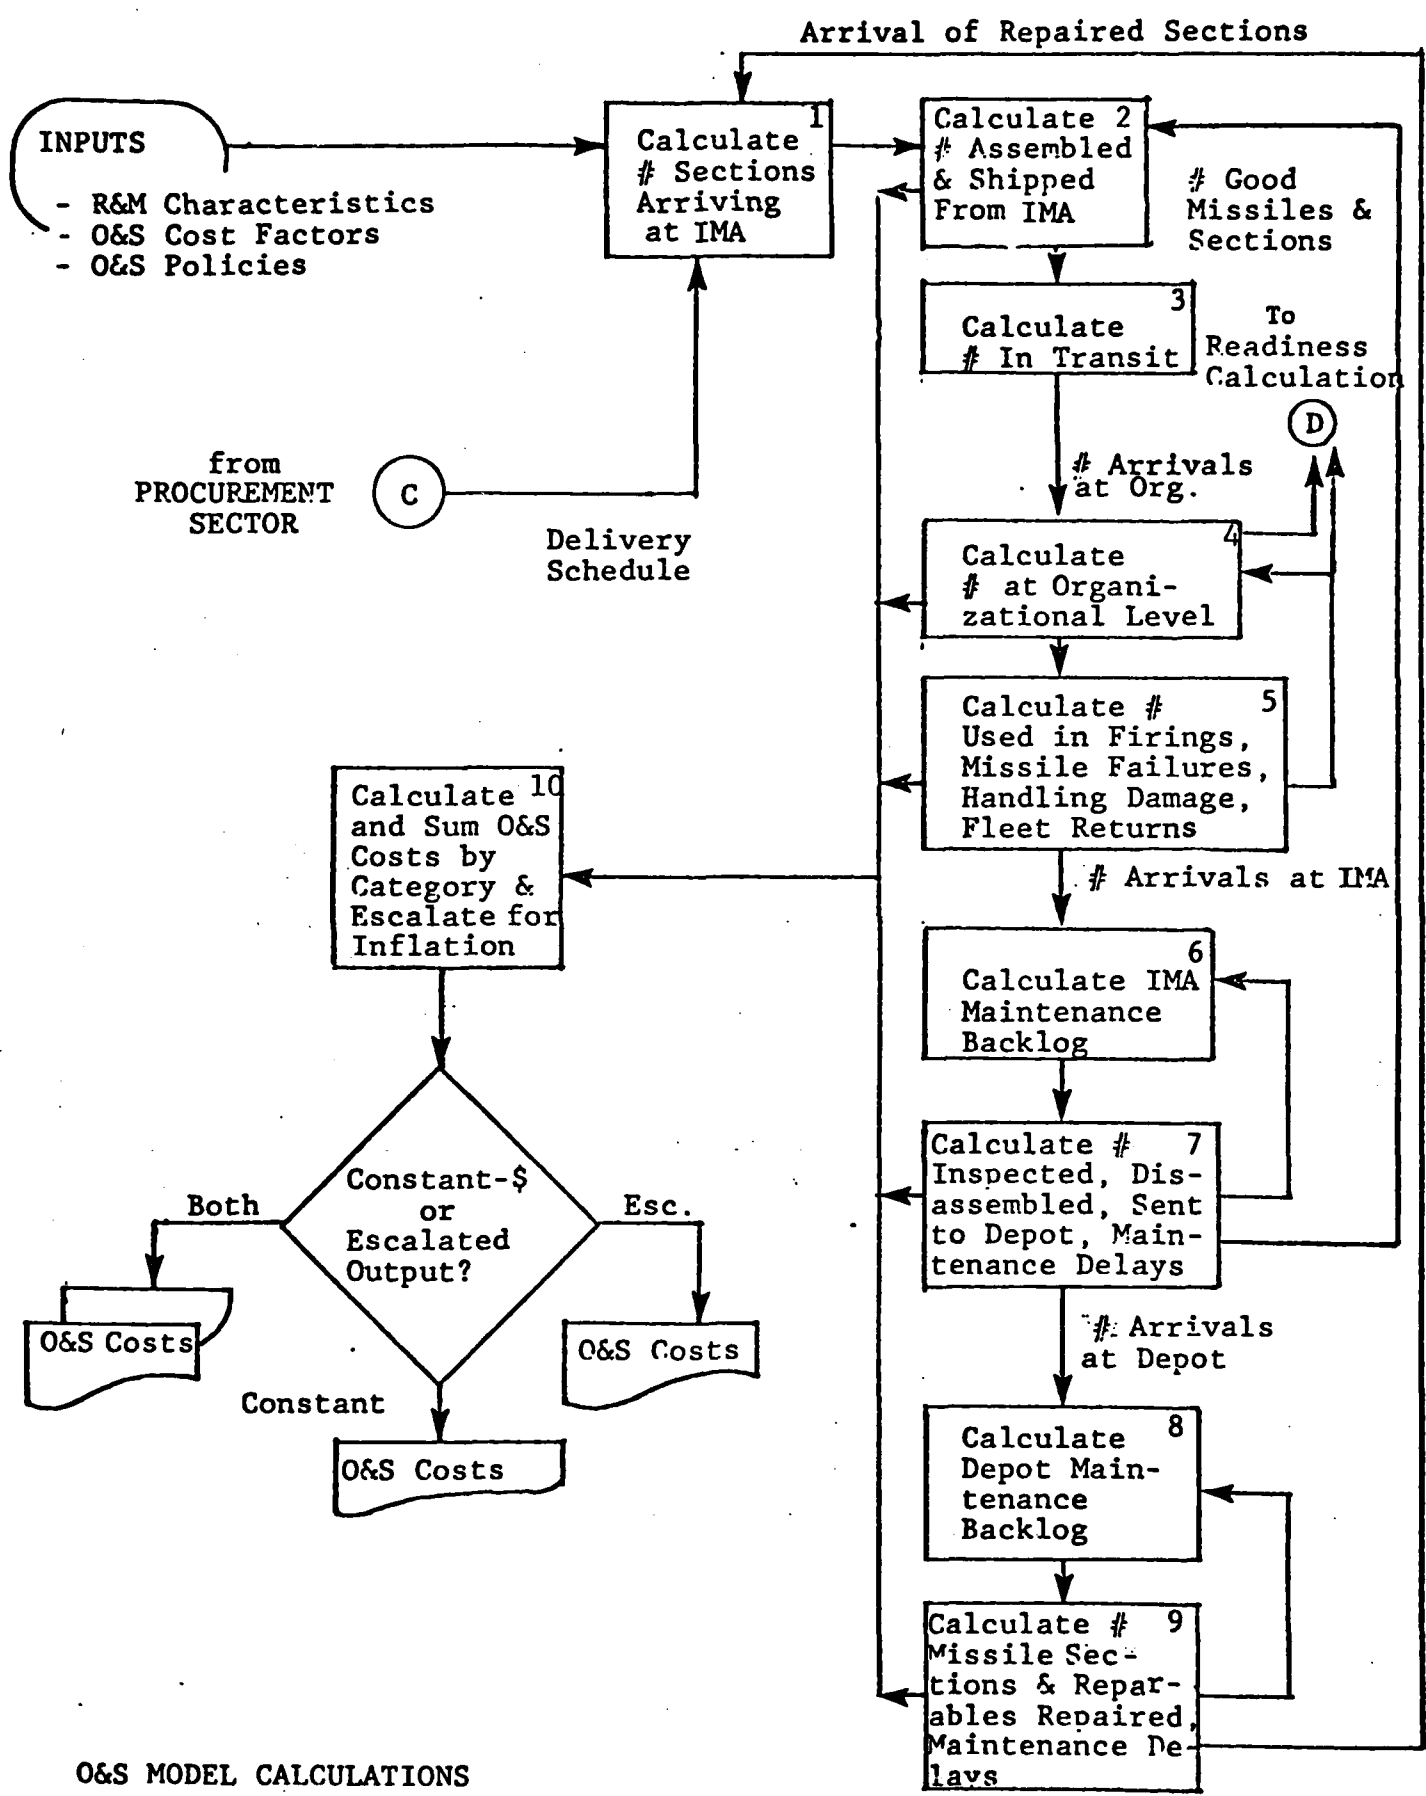 Arrival of Repaired Sections
INPUTS
- R&M Characteristics
- O&S Cost Factors
- O&S Policies
1
Calculate
# Sections
Arriving
at IMA
Calculate 2
# Assembled
& Shipped
From IMA
# Good
Missiles &
Sections
3
Calculate
# In Transit
To
Readiness
Calculation
D
from
PROCUREMENT
SECTOR
C
Delivery
Schedule
# Arrivals
at Org.
4
Calculate
# at Organi-
zational Level
Calculate # 5
Used in Firings,
Missile Failures,
Handling Damage,
Fleet Returns
Calculate 10
and Sum O&S
Costs by
Category &
Escalate for
Inflation
# Arrivals at IMA
6
Calculate IMA
Maintenance
Backlog
Calculate # 7
Inspected, Dis-
assembled, Sent
to Depot, Main-
tenance Delays
Constant-$
or
Escalated
Output?
Both
Esc.
O&S Costs
O&S Costs
Constant
O&S Costs
# Arrivals
at Depot
8
Calculate
Depot Main-
tenance
Backlog
Calculate # 9
Missile Sec-
tions & Repar-
ables Repaired,
Maintenance De-
lays
O&S MODEL CALCULATIONS